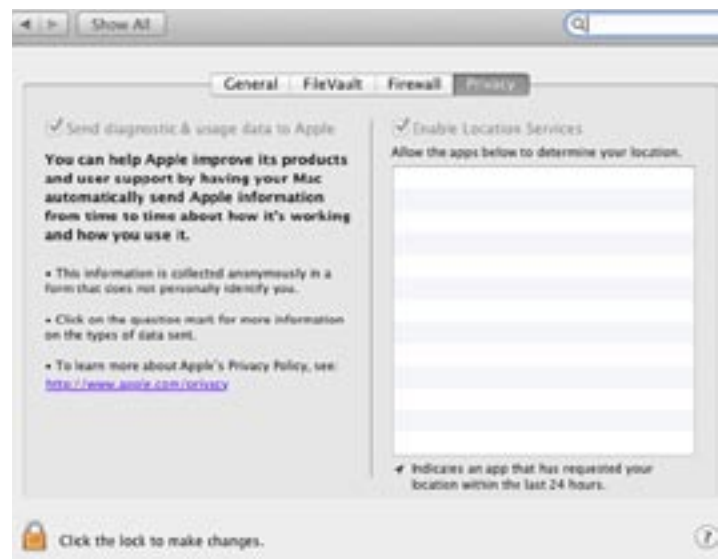 Show All
General FileVault Firewall Privacy
Send diagnostic & usage data to Apple
You can help Apple improve its products
and user support by having your Mac
automatically send Apple information
from time to time about how it's working
and how you use it.
• This information is collected anonymously in a
form that does not personally identify you.
• Click on the question mark for more information
on the types of data sent.
• To learn more about Apple's Privacy Policy, see:
http://www.apple.com/privacy
Enable Location Services
Allow the apps below to determine your location.
Indicates an app that has requested your
location within the last 24 hours.
Click the lock to make changes.
?